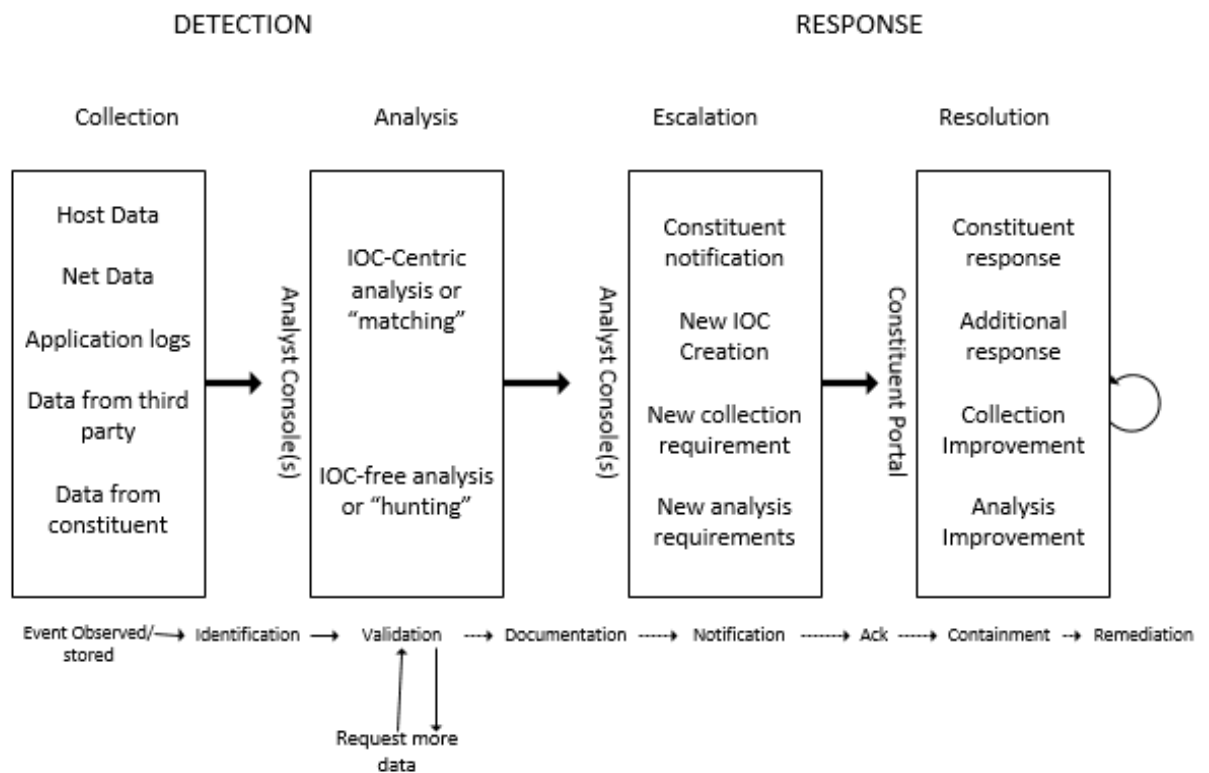 DETECTION
RESPONSE
Collection
Analysis
Escalation
Resolution
Host Data
Net Data
Application logs
Data from third
party
Data from
constituent
Analyst Console(s)
IOC-Centric
analysis or
“matching”
IOC-free analysis
or “hunting”
Analyst Console(s)
Constituent
notification
New IOC
Creation
New collection
requirement
New analysis
requirements
Constituent Portal
Constituent
response
Additional
response
Collection
Improvement
Analysis
Improvement
Event Observed/
stored
Identification
Validation
Documentation
Notification
Ack
Containment
Remediation
Request more
data